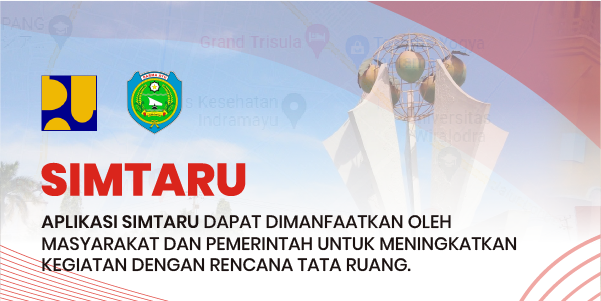 PANG
Grand Trisula
s Kesehatan
Indramayu
SIMTARU
APLIKASI SIMTARU DAPAT DIMANFAATKAN OLEH
MASYARAKAT DAN PEMERINTAH UNTUK MENINGKATKAN
KEGIATAN DENGAN RENCANA TATA RUANG.